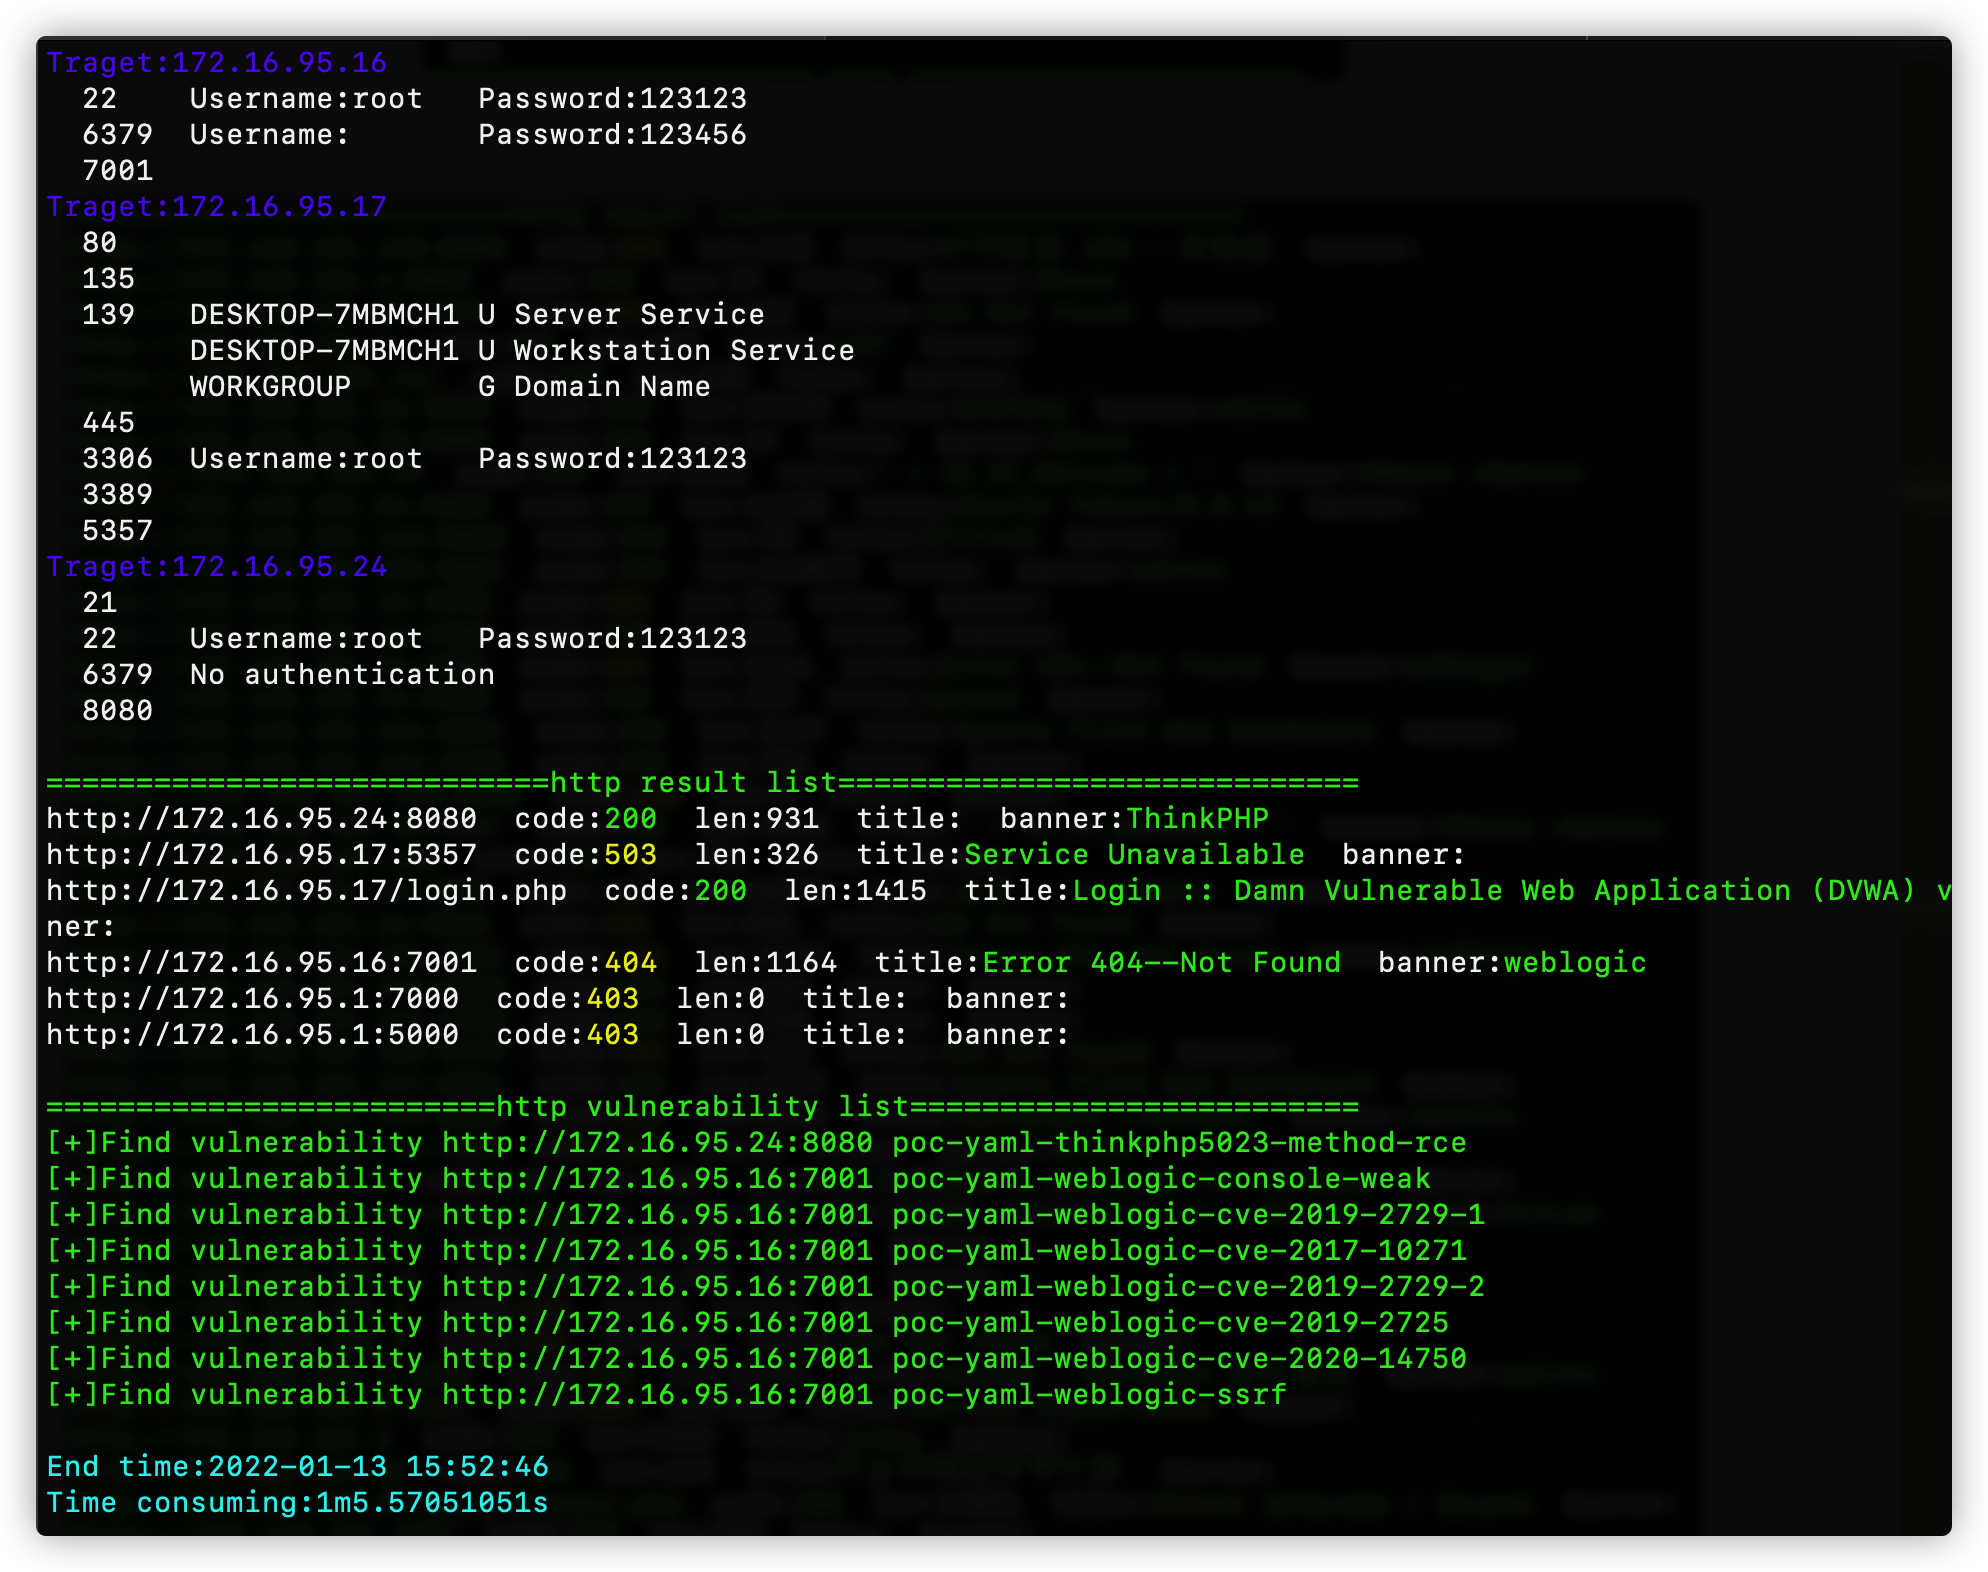 Traget:172.16.95.16
22 Username:root Password:123123
6379 Username: Password:123456
7001
Traget:172.16.95.17
80
135
139 DESKTOP-7MBMCH1 U Server Service
DESKTOP-7MBMCH1 U Workstation Service
WORKGROUP G Domain Name
445
3306 Username:root Password:123123
3389
5357
Traget:172.16.95.24
21
22 Username:root Password:123123
6379 No authentication
8080
============================http result list=============================
http://172.16.95.24:8080 code:200 len:931 title: banner:ThinkPHP
http://172.16.95.17:5357 code:503 len:326 title:Service Unavailable banner:
http://172.16.95.17/login.php code:200 len:1415 title:Login :: Damn Vulnerable Web Application (DVWA) v
ner:
http://172.16.95.16:7001 code:404 len:1164 title:Error 404--Not Found banner:weblogic
http://172.16.95.1:7000 code:403 len:0 title: banner:
http://172.16.95.1:5000 code:403 len:0 title: banner:
=========================http vulnerability list=========================
[+]Find vulnerability http://172.16.95.24:8080 poc-yaml-thinkphp5023-method-rce
[+]Find vulnerability http://172.16.95.16:7001 poc-yaml-weblogic-console-weak
[+]Find vulnerability http://172.16.95.16:7001 poc-yaml-weblogic-cve-2019-2729-1
[+]Find vulnerability http://172.16.95.16:7001 poc-yaml-weblogic-cve-2017-10271
[+]Find vulnerability http://172.16.95.16:7001 poc-yaml-weblogic-cve-2019-2729-2
[+]Find vulnerability http://172.16.95.16:7001 poc-yaml-weblogic-cve-2019-2725
[+]Find vulnerability http://172.16.95.16:7001 poc-yaml-weblogic-cve-2020-14750
[+]Find vulnerability http://172.16.95.16:7001 poc-yaml-weblogic-ssrf
End time:2022-01-13 15:52:46
Time consuming:1m5.57051051s